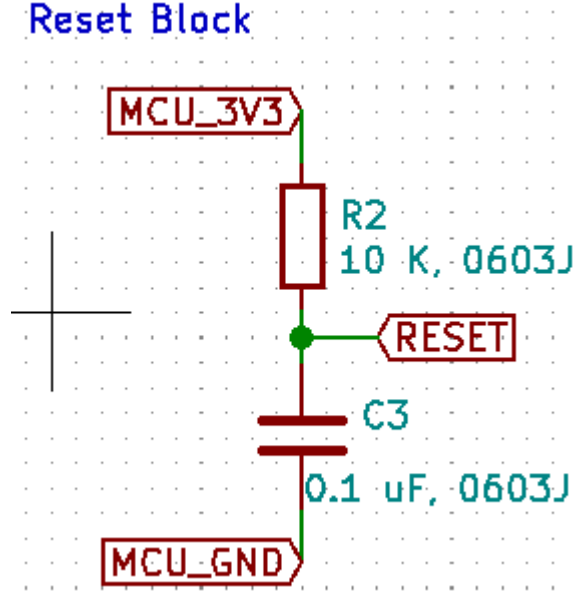 Reset Block
MCU_3V3
R2
10 K, 0603J
RESET
C3
0.1 uF, 0603J
MCU_GND